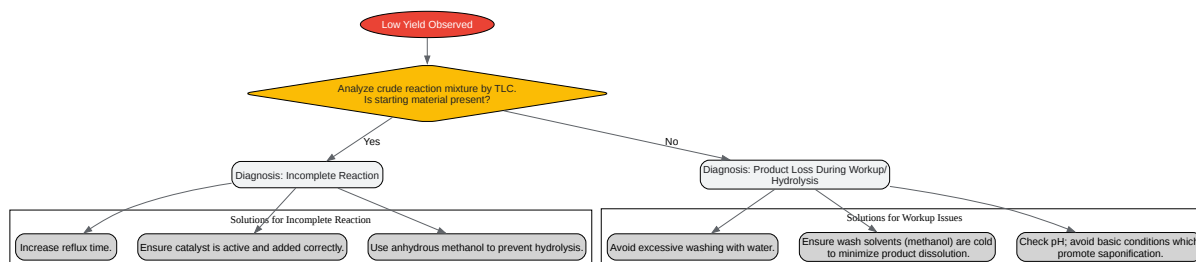 Low Yield Observed
Analyze crude reaction mixture by TLC.
Is starting material present?
Yes
No
Diagnosis: Incomplete Reaction
Diagnosis: Product Loss During Workup/
Hydrolysis
Solutions for Incomplete Reaction
Increase reflux time.
Ensure catalyst is active and added correctly.
Use anhydrous methanol to prevent hydrolysis.
Solutions for Workup Issues
Avoid excessive washing with water.
Ensure wash solvents (methanol) are cold
to minimize product dissolution.
Check pH; avoid basic conditions which
promote saponification.